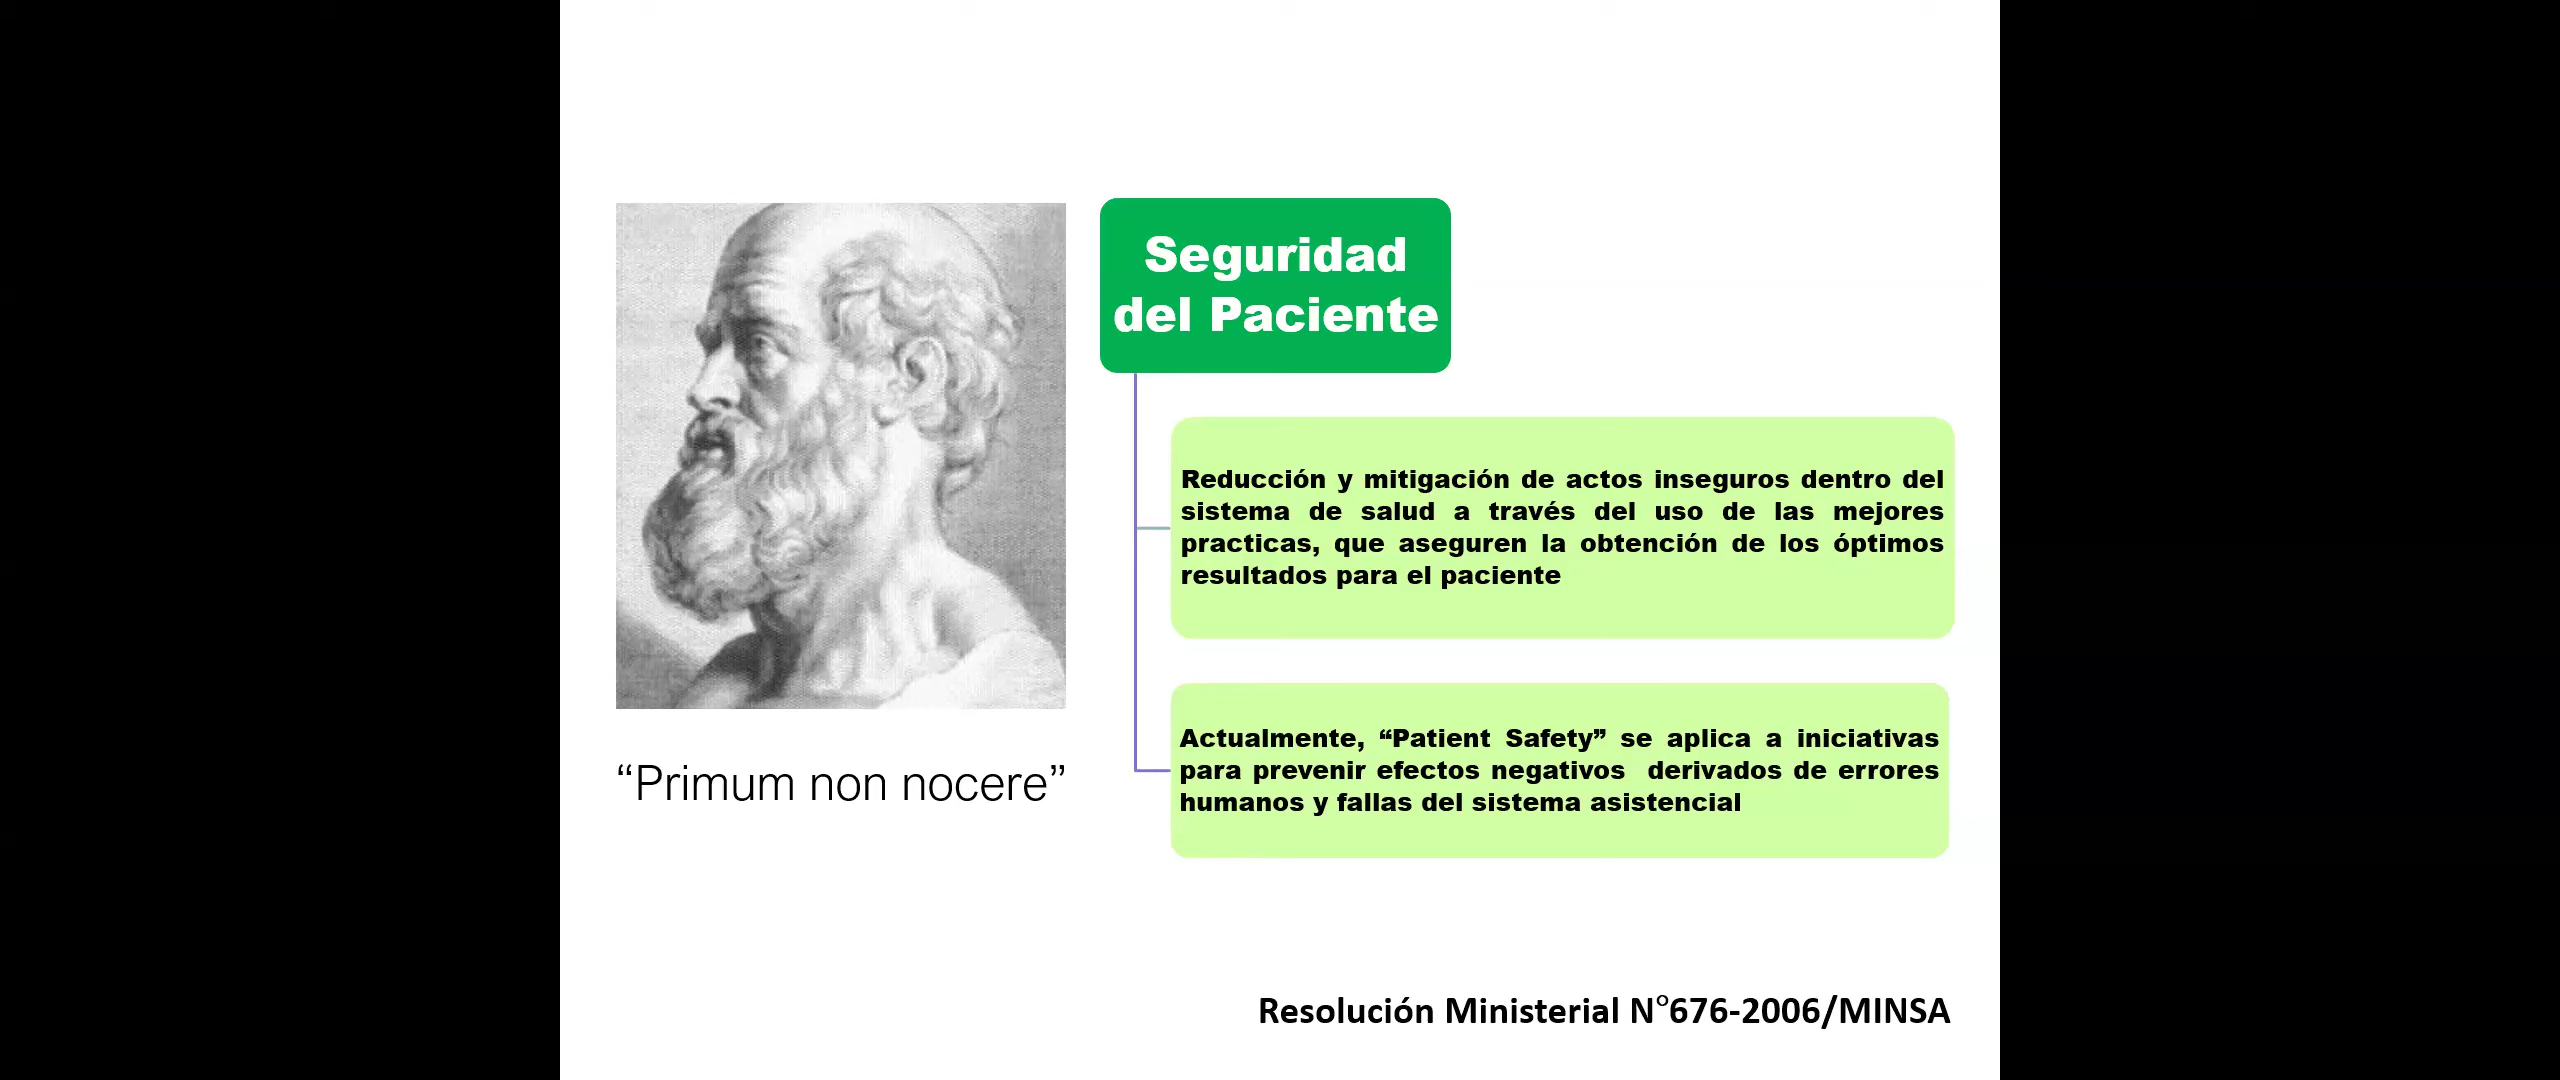 Seguridad
del Paciente
Reducción y mitigación de actos inseguros dentro del
sistema de salud a través del uso de las mejores
practicas, que aseguren la obtención de los óptimos
resultados para el paciente
Actualmente, “Patient Safety” se aplica a iniciativas
para prevenir efectos negativos derivados de errores
humanos y fallas del sistema asistencial
“Primum non nocere”
Resolución Ministerial N°676-2006/MINSA